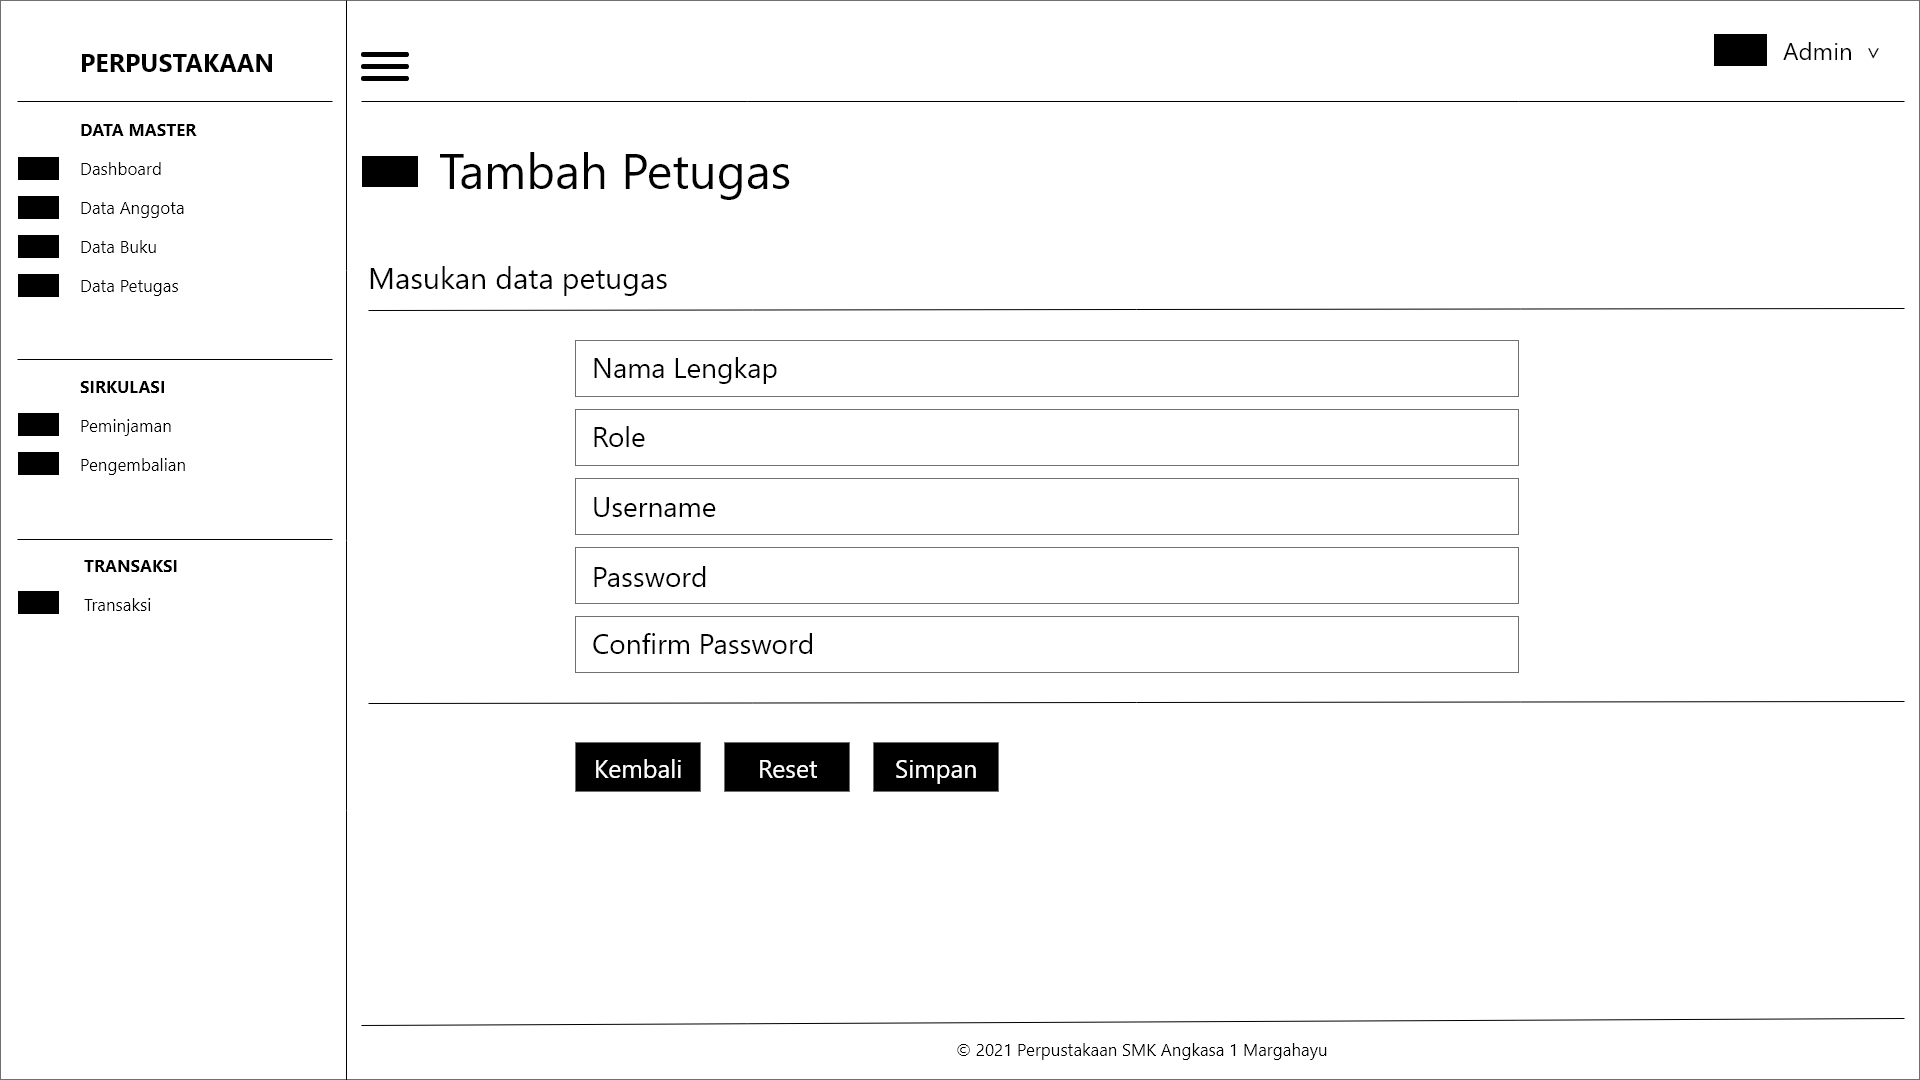 PERPUSTAKAAN
DATA MASTER
Dashboard
Data Anggota
Data Buku
Data Petugas
SIRKULASI
Peminjaman
Pengembalian
TRANSAKSI
Transaksi
Admin
Tambah Petugas
Masukan data petugas
Nama Lengkap
Role
Username
Password
Confirm Password
Kembali
Reset
Simpan
© 2021 Perpustakaan SMK Angkasa 1 Margahayu